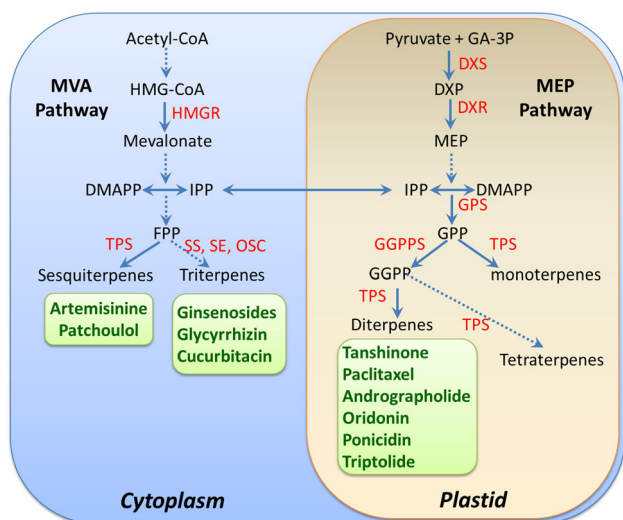 Acetyl-CoA
MVA
Pathway
HMG-CoA
HMGR
Mevalonate
DMAPP
IPP
FPP
TPS
SS, SE, OSC
Sesquiterpenes
Triterpenes
Artemisinine
Patchoulol
Ginsenosides
Glycyrrhizin
Cucurbitacin
Cytoplasm
Pyruvate + GA-3P
DXS
DXP
MEP
Pathway
DXR
MEP
IPP
DMAPP
GPS
GPP
GGPPS
TPS
GGPP
monoterpenes
TPS
Diterpenes
TPS
Tetraterpenes
Tanshinone
Paclitaxel
Andrographolide
Oridonin
Ponicidin
Triptolide
Plastid